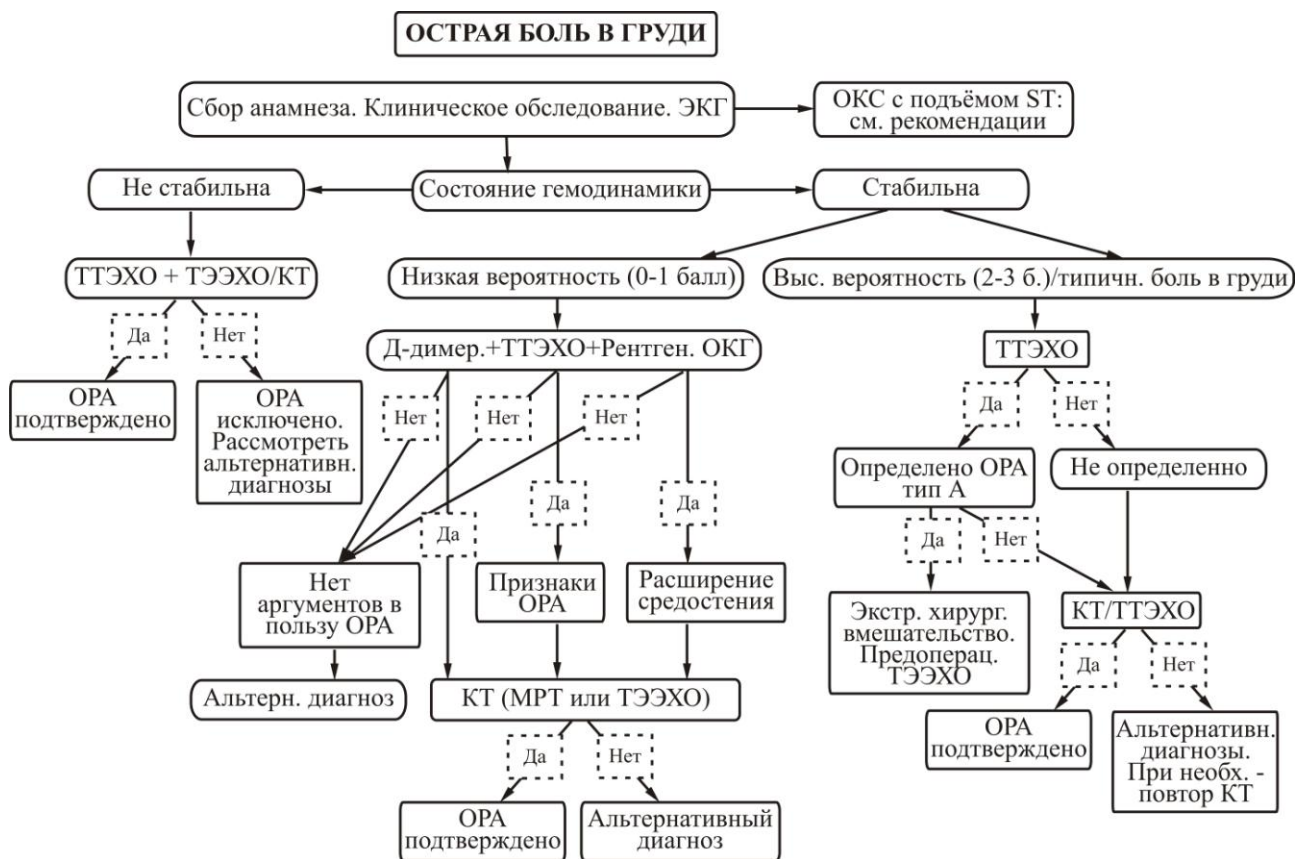 ОСТРАЯ БОЛЬ В ГРУДИ
Сбор анамнеза. Клиническое обследование. ЭКГ
ОКС с подъёмом ST:
см. рекомендации
Не стабильна
Состояние гемодинамики
Стабильна
ТТЭХО + ТЭЭХО/КТ
Низкая вероятность (0-1 балл)
Выс. вероятность (2-3 б.)/типичн. боль в груди
Да
Нет
Д-димер.+ТТЭХО+Рентген. ОКГ
ТТЭХО
ОРА
подтверждено
ОРА
исключено.
Рассмотреть
альтернативн.
диагнозы
Нет
Нет
Нет
Да
Нет
Определено ОРА
тип А
Не определенно
Да
Да
Да
Да
Нет
Нет
аргументов в
пользу ОРА
Признаки
ОРА
Расширение
средостения
Экстр. хирург.
вмешательство.
Предоперац.
ТЭЭХО
КТ/ТТЭХО
Да
Нет
Альтерн. диагноз
КТ (МРТ или ТЭЭХО)
ОРА
подтверждено
Альтернативн.
диагнозы.
При необх. -
повтор КТ
Да
Нет
ОРА
подтверждено
Альтернативный
диагноз